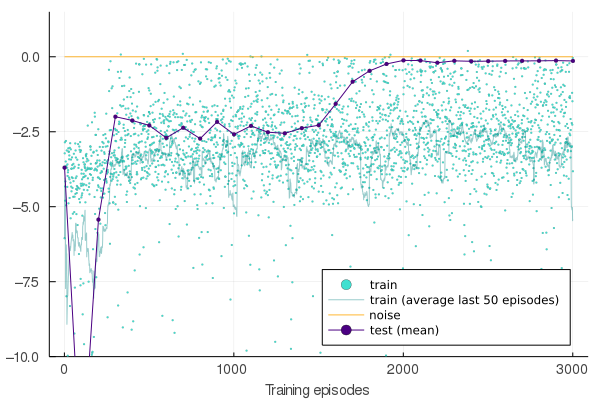 0.0
−2.5
−5.0
−7.5
−10.0
train
train (average last 50 episodes)
noise
test (mean)
0
1000
2000
3000
Training episodes